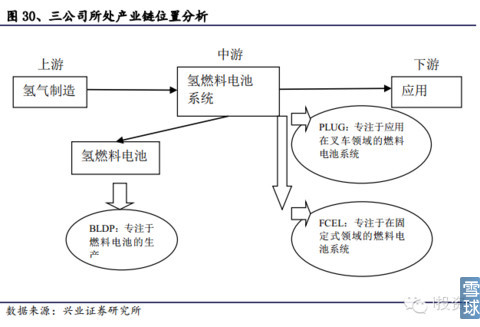 图 30、三公司所处产业链位置分析
上游
中游
下游
氢气制造
氢燃料电池
系统
应用
氢燃料电池
PLUG：专注于应用
在叉车领域的燃料
电池系统
BLDP：专注于
燃料电池的生
产
FCEL：专注于在固
定式领域的燃料电
池系统
数据来源：兴业证券研究所
雪球